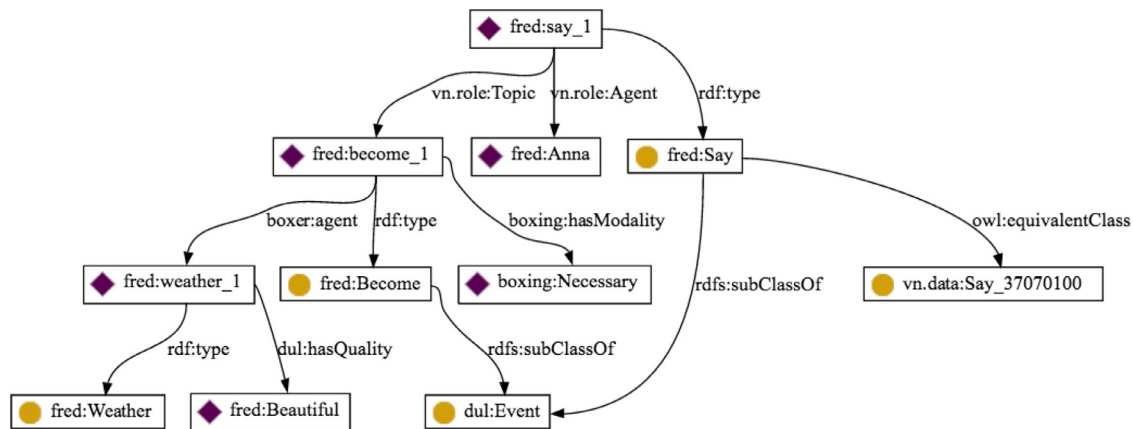 fred:say_1
vn.role:Topic
vn.role:Agent
rdf:type
fred:become_1
fred:Anna
fred:Say
boxer:agent
rdf:type
boxing:hasModality
owl:equivalentClass
fred:weather_1
fred:Become
boxing:Necessary
rdfs:subClassOf
vn.data:Say_37070100
rdf:type
dul:hasQuality
rdfs:subClassOf
fred:Weather
fred:Beautiful
dul:Event